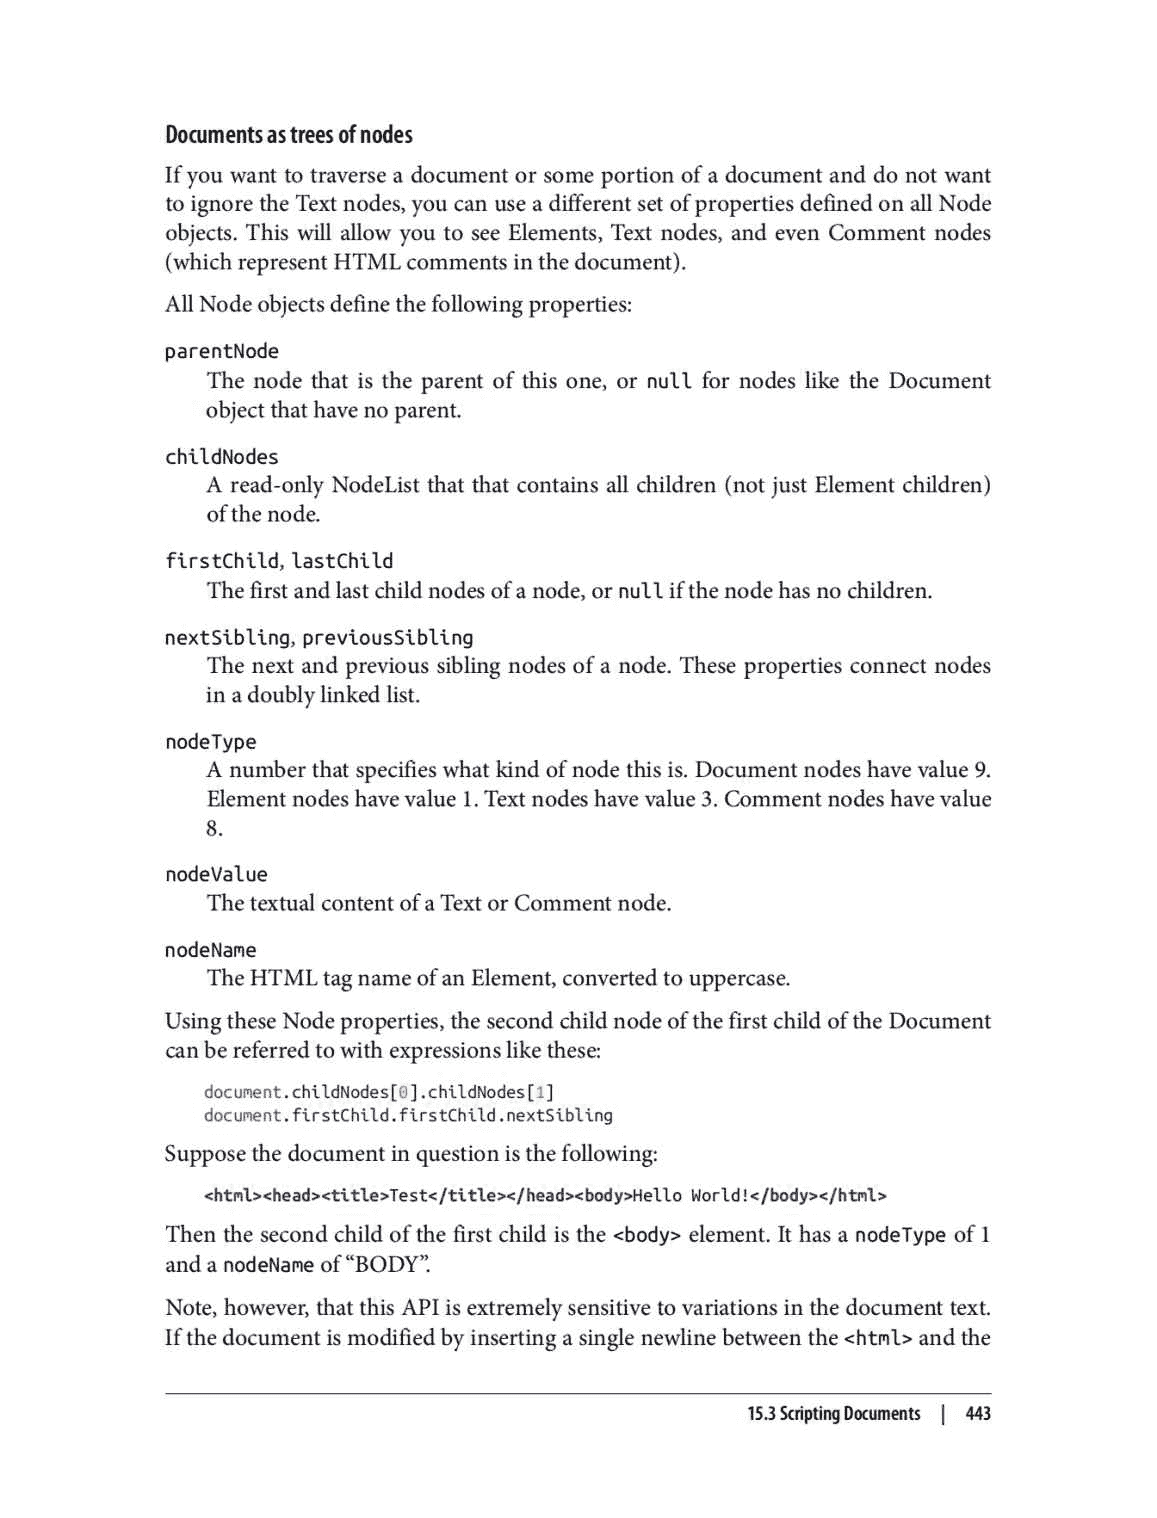 Documents as trees of nodes
If you want to traverse a document or some portion of a document and do not want
to ignore the Text nodes, you can use a different set of properties defined on all Node
objects. This will allow you to see Elements, Text nodes, and even Comment nodes
(which represent HTML comments in the document).
All Node objects define the following properties:
parentNode
The node that is the parent of this one, or null for nodes like the Document
object that have no parent.
childNodes
A read-only NodeList that that contains all children (not just Element children)
of the node.
firstChild, lastChild
The first and last child nodes of a node, or null if the node has no children.
nextSibling, previousSibling
The next and previous sibling nodes of a node. These properties connect nodes
in a doubly linked list.
nodeType
A number that specifies what kind of node this is. Document nodes have value 9.
Element nodes have value 1. Text nodes have value 3. Comment nodes have value
8.
nodeValue
The textual content of a Text or Comment node.
nodeName
The HTML tag name of an Element, converted to uppercase.
Using these Node properties, the second child node of the first child of the Document
can be referred to with expressions like these:
document.childNodes[0].childNodes[1]
document.firstChild.firstChild.nextSibling
Suppose the document in question is the following:
<html><head><title>Test</title></head><body>Hello World!</body></html>
Then the second child of the first child is the <body> element. It has a nodeType of 1
and a nodeName of “BODY”.
Note, however, that this API is extremely sensitive to variations in the document text.
If the document is modified by inserting a single newline between the <html> and the
15.3 Scripting Documents | 443